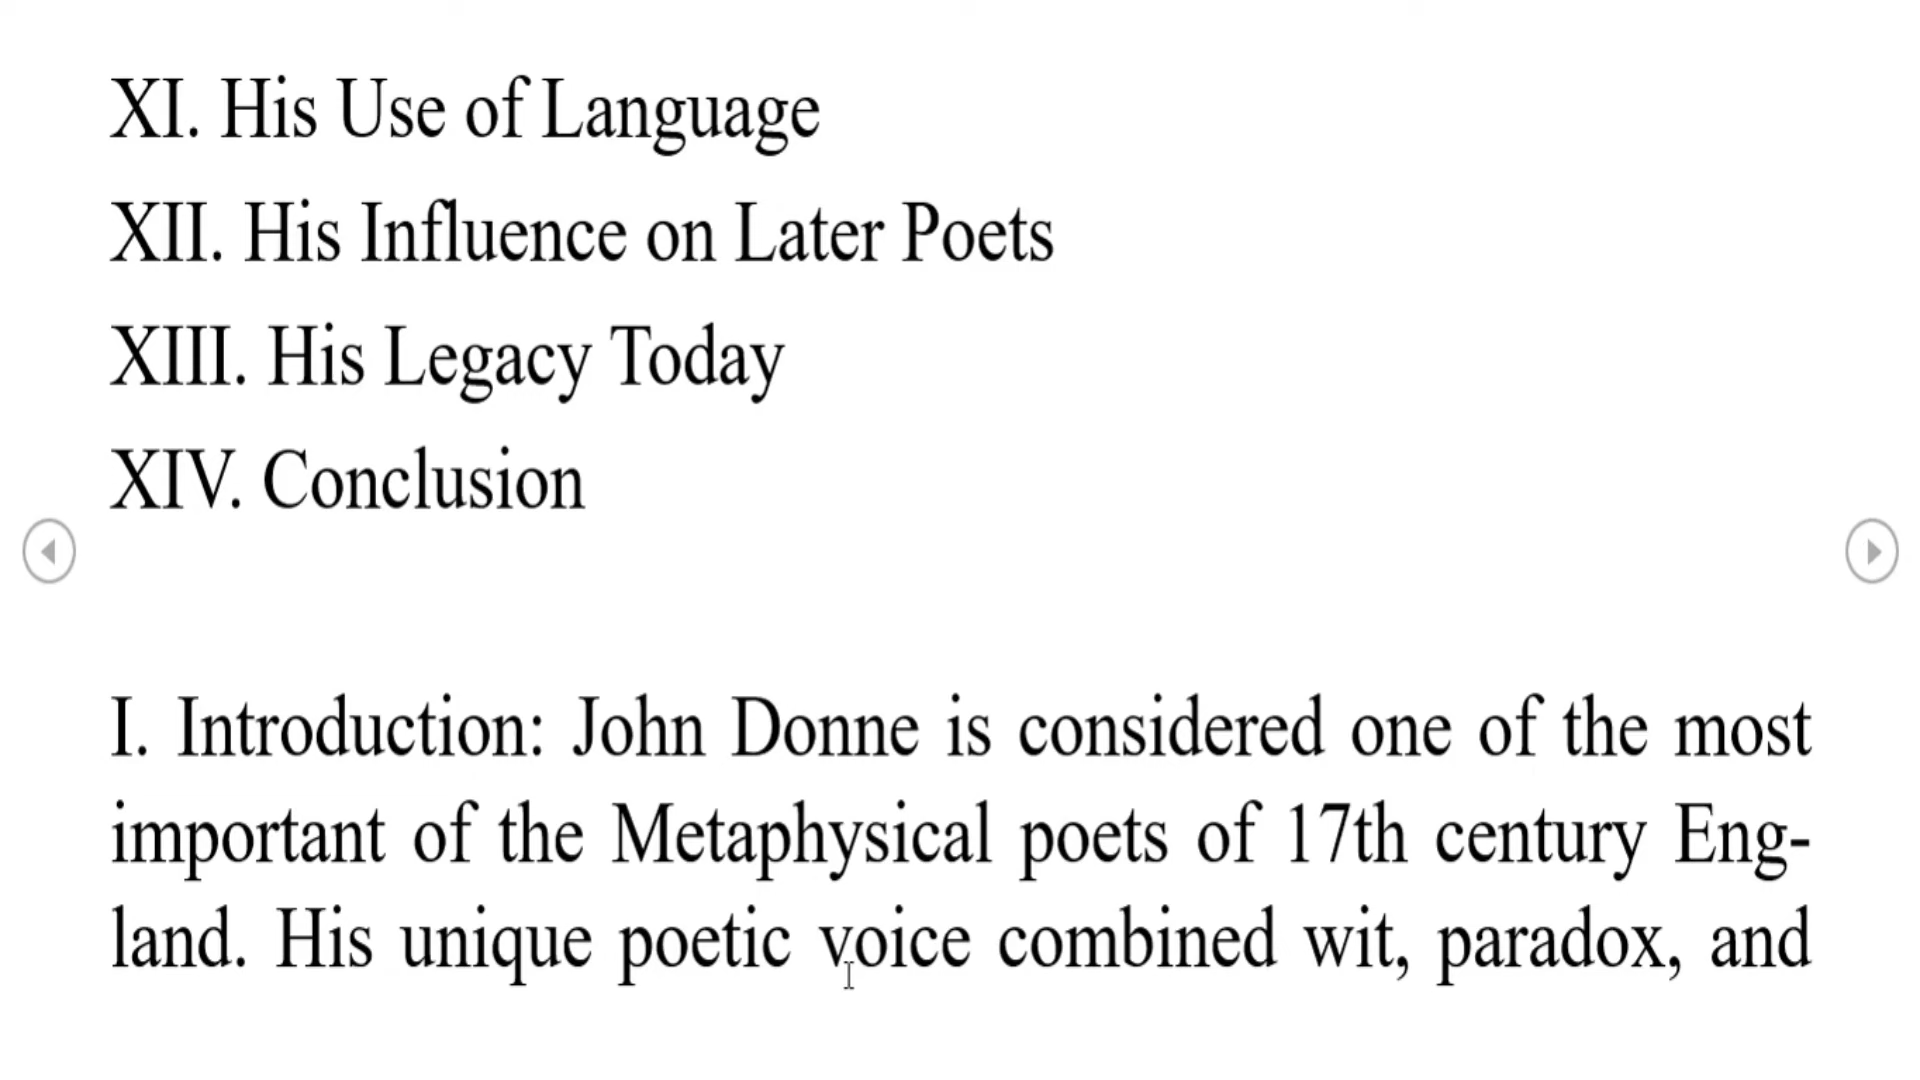 XI. His Use of Language
XII. His Influence on Later Poets
XIII. His Legacy Today
XIV. Conclusion
I. Introduction: John Donne is considered one of the most
important of the Metaphysical poets of 17th century Eng-
land. His unique poetic voice combined wit, paradox, and